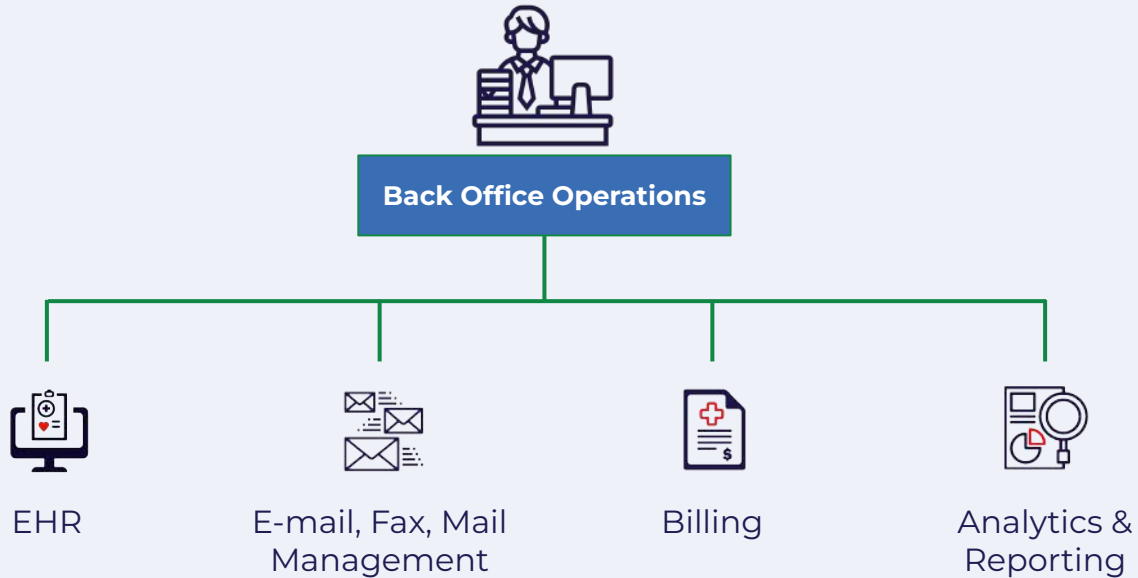 Back Office Operations
EHR
E-mail, Fax, Mail
Management
$
Billing
Analytics &
Reporting